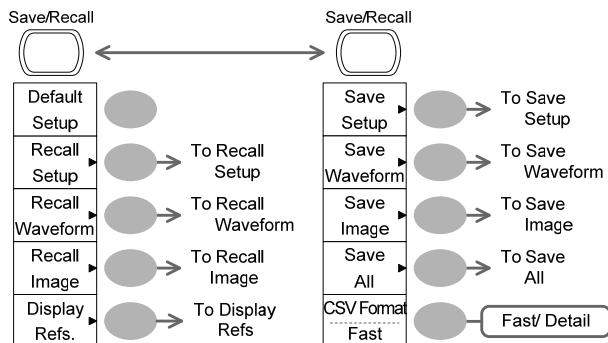 Save/Recall
Default
Setup
Recall
Setup
To Recall
Setup
Recall
Waveform
To Recall
Waveform
Recall
Image
To Recall
Image
Display
Refs.
To Display
Refs
Save/Recall
Save
Setup
To Save
Setup
Save
Waveform
To Save
Waveform
Save
Image
To Save
Image
Save
All
To Save
All
CSV Format
Fast
Fast/ Detail